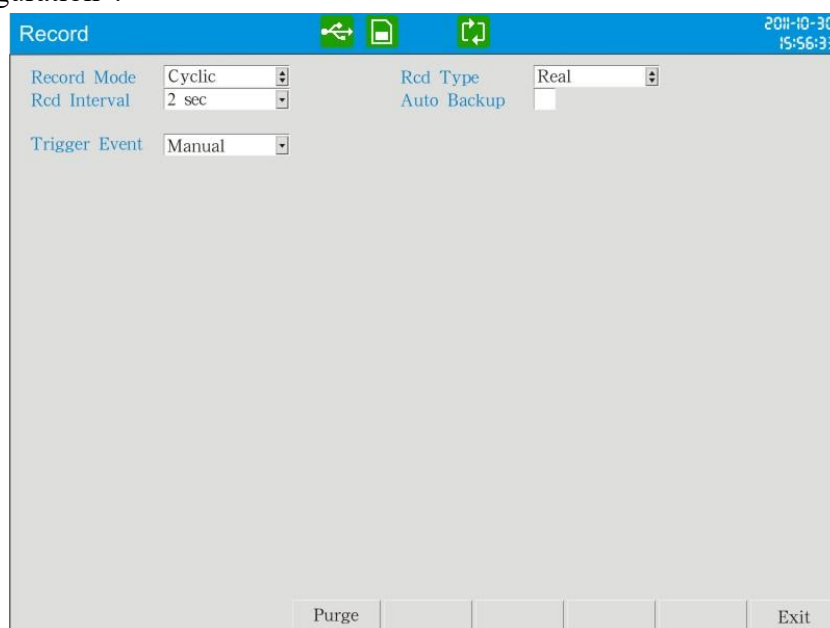 Record 2011-10-30
15:56:33
Record Mode Cyclic Rcd Type Real
Rcd Interval 2 sec Auto Backup
Trigger Event Manual
Purge Exit